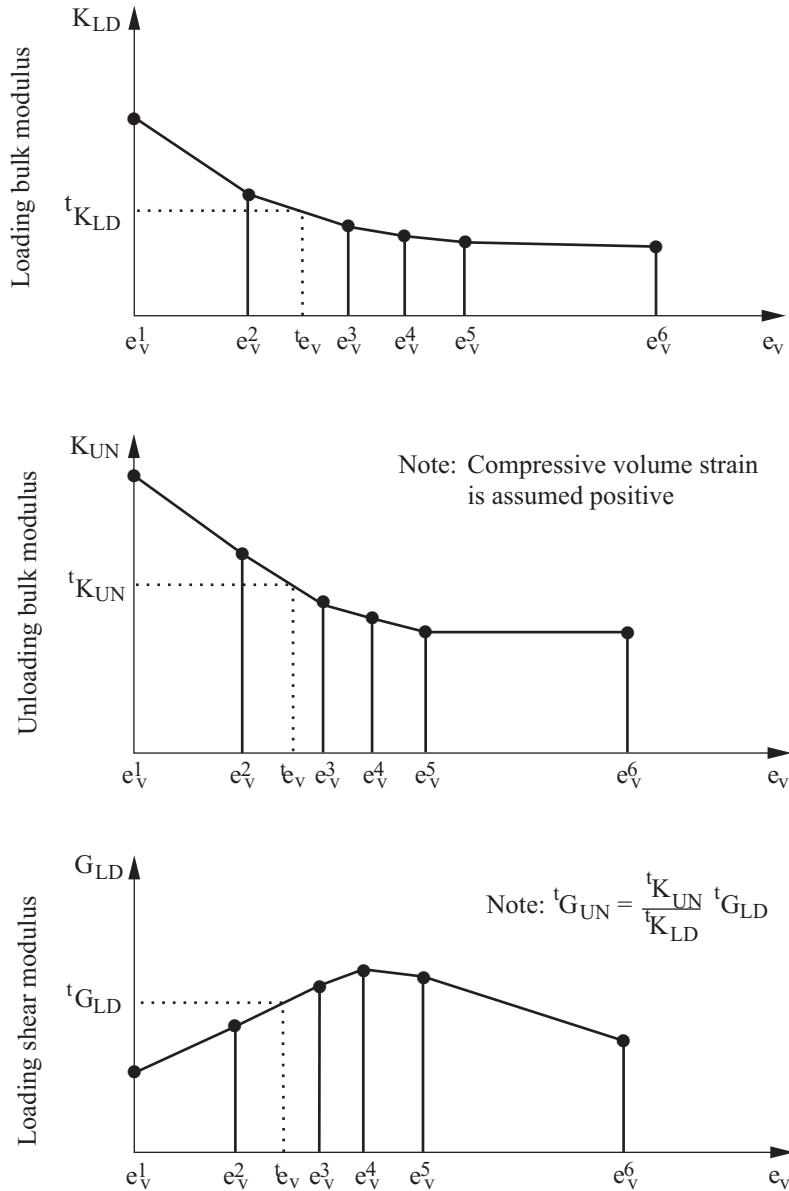 K_LD
Loading bulk modulus
ᵗK_LD
e_v^1 e_v^2 ᵗe_v e_v^3 e_v^4 e_v^5 e_v^6 e_v
K_UN
Note: Compressive volume strain
is assumed positive
Unloading bulk modulus
ᵗK_UN
e_v^1 e_v^2 ᵗe_v e_v^3 e_v^4 e_v^5 e_v^6 e_v
G_LD
Note: ᵗG_UN = ᵗK_UN / ᵗK_LD ᵗG_LD
Loading shear modulus
ᵗG_LD
e_v^1 e_v^2 ᵗe_v e_v^3 e_v^4 e_v^5 e_v^6 e_v